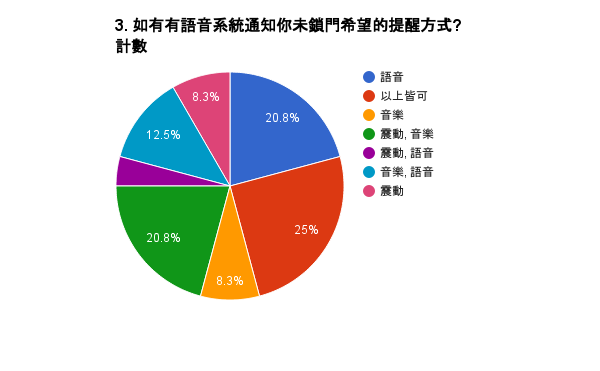 3. 如有有語音系統通知你未鎖門希望的提醒方式?
計數
語音
以上皆可
音樂
震動, 音樂
震動, 語音
音樂, 語音
震動
8.3%
20.8%
12.5%
25%
20.8%
8.3%